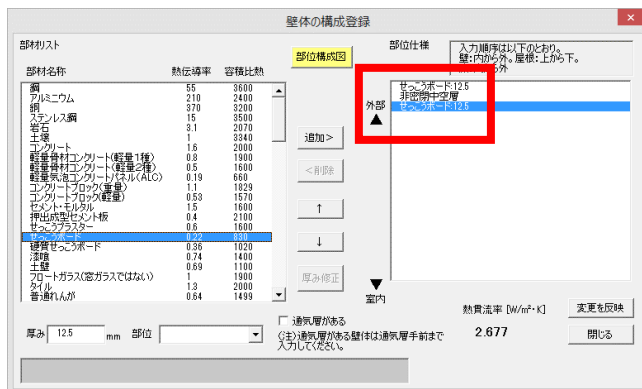 壁体の構成登録
部材リスト
部材名称 熱伝導率 容積比熱
鋼 55 3600
アルミニウム 210 2400
銅 370 3200
ステンレス鋼 15 3500
岩石 3.1 2070
土壌 1 3340
コンクリート 1.6 2000
軽量骨材コンクリート(軽量1種) 0.8 1900
軽量骨材コンクリート(軽量2種) 0.5 1600
軽量気泡コンクリートパネル(ALC) 0.19 660
コンクリートブロック(重量) 1.1 1829
コンクリートブロック(軽量) 0.53 1570
セメント・モルタル 1.5 1600
押出成型セメント板 0.4 2100
せっこうプラスター 0.6 1600
せっこうボード 0.22 830
硬質せっこうボード 0.36 1020
漆喰 0.74 1400
土壁 0.69 1100
フロートガラス(窓ガラスではない) 1 1900
タイル 1.3 2000
普通れんが 0.64 1499
厚み 12.5 mm 部位
部位構成図
追加>
<削除
↑
↓
厚み修正
通気層がある
(注)通気層がある壁体は通気層手前まで
入力してください。
部位仕様
入力順序は以下のとおり。
壁:内から外。屋根:上から下。
外
外部
▲
せっこうボード:12.5
非密閉中空層
せっこうボード:12.5
▼
室内
熱貫流率 [W/m²・K]
2.677
変更を反映
閉じる